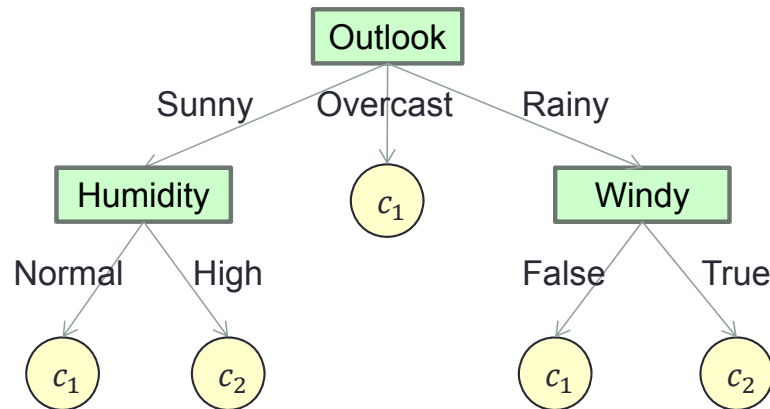 Outlook
Sunny Overcast Rainy
Humidity c₁ Windy
Normal High False True
c₁ c₂ c₁ c₂